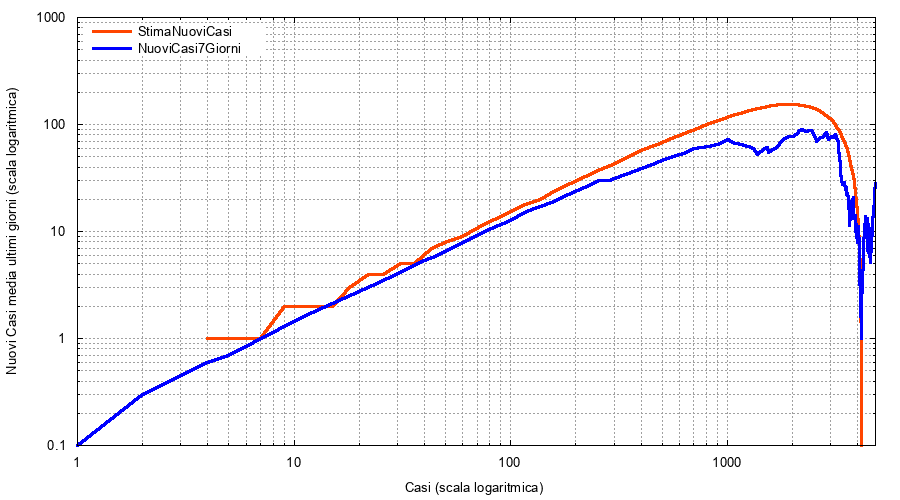 1000
StimaNuoviCasi
NuoviCasi7Giorni
100
10
1
0.1
Nuovi Casi media ultimi giorni (scala logaritmica)
1 10 100 1000
Casi (scala logaritmica)